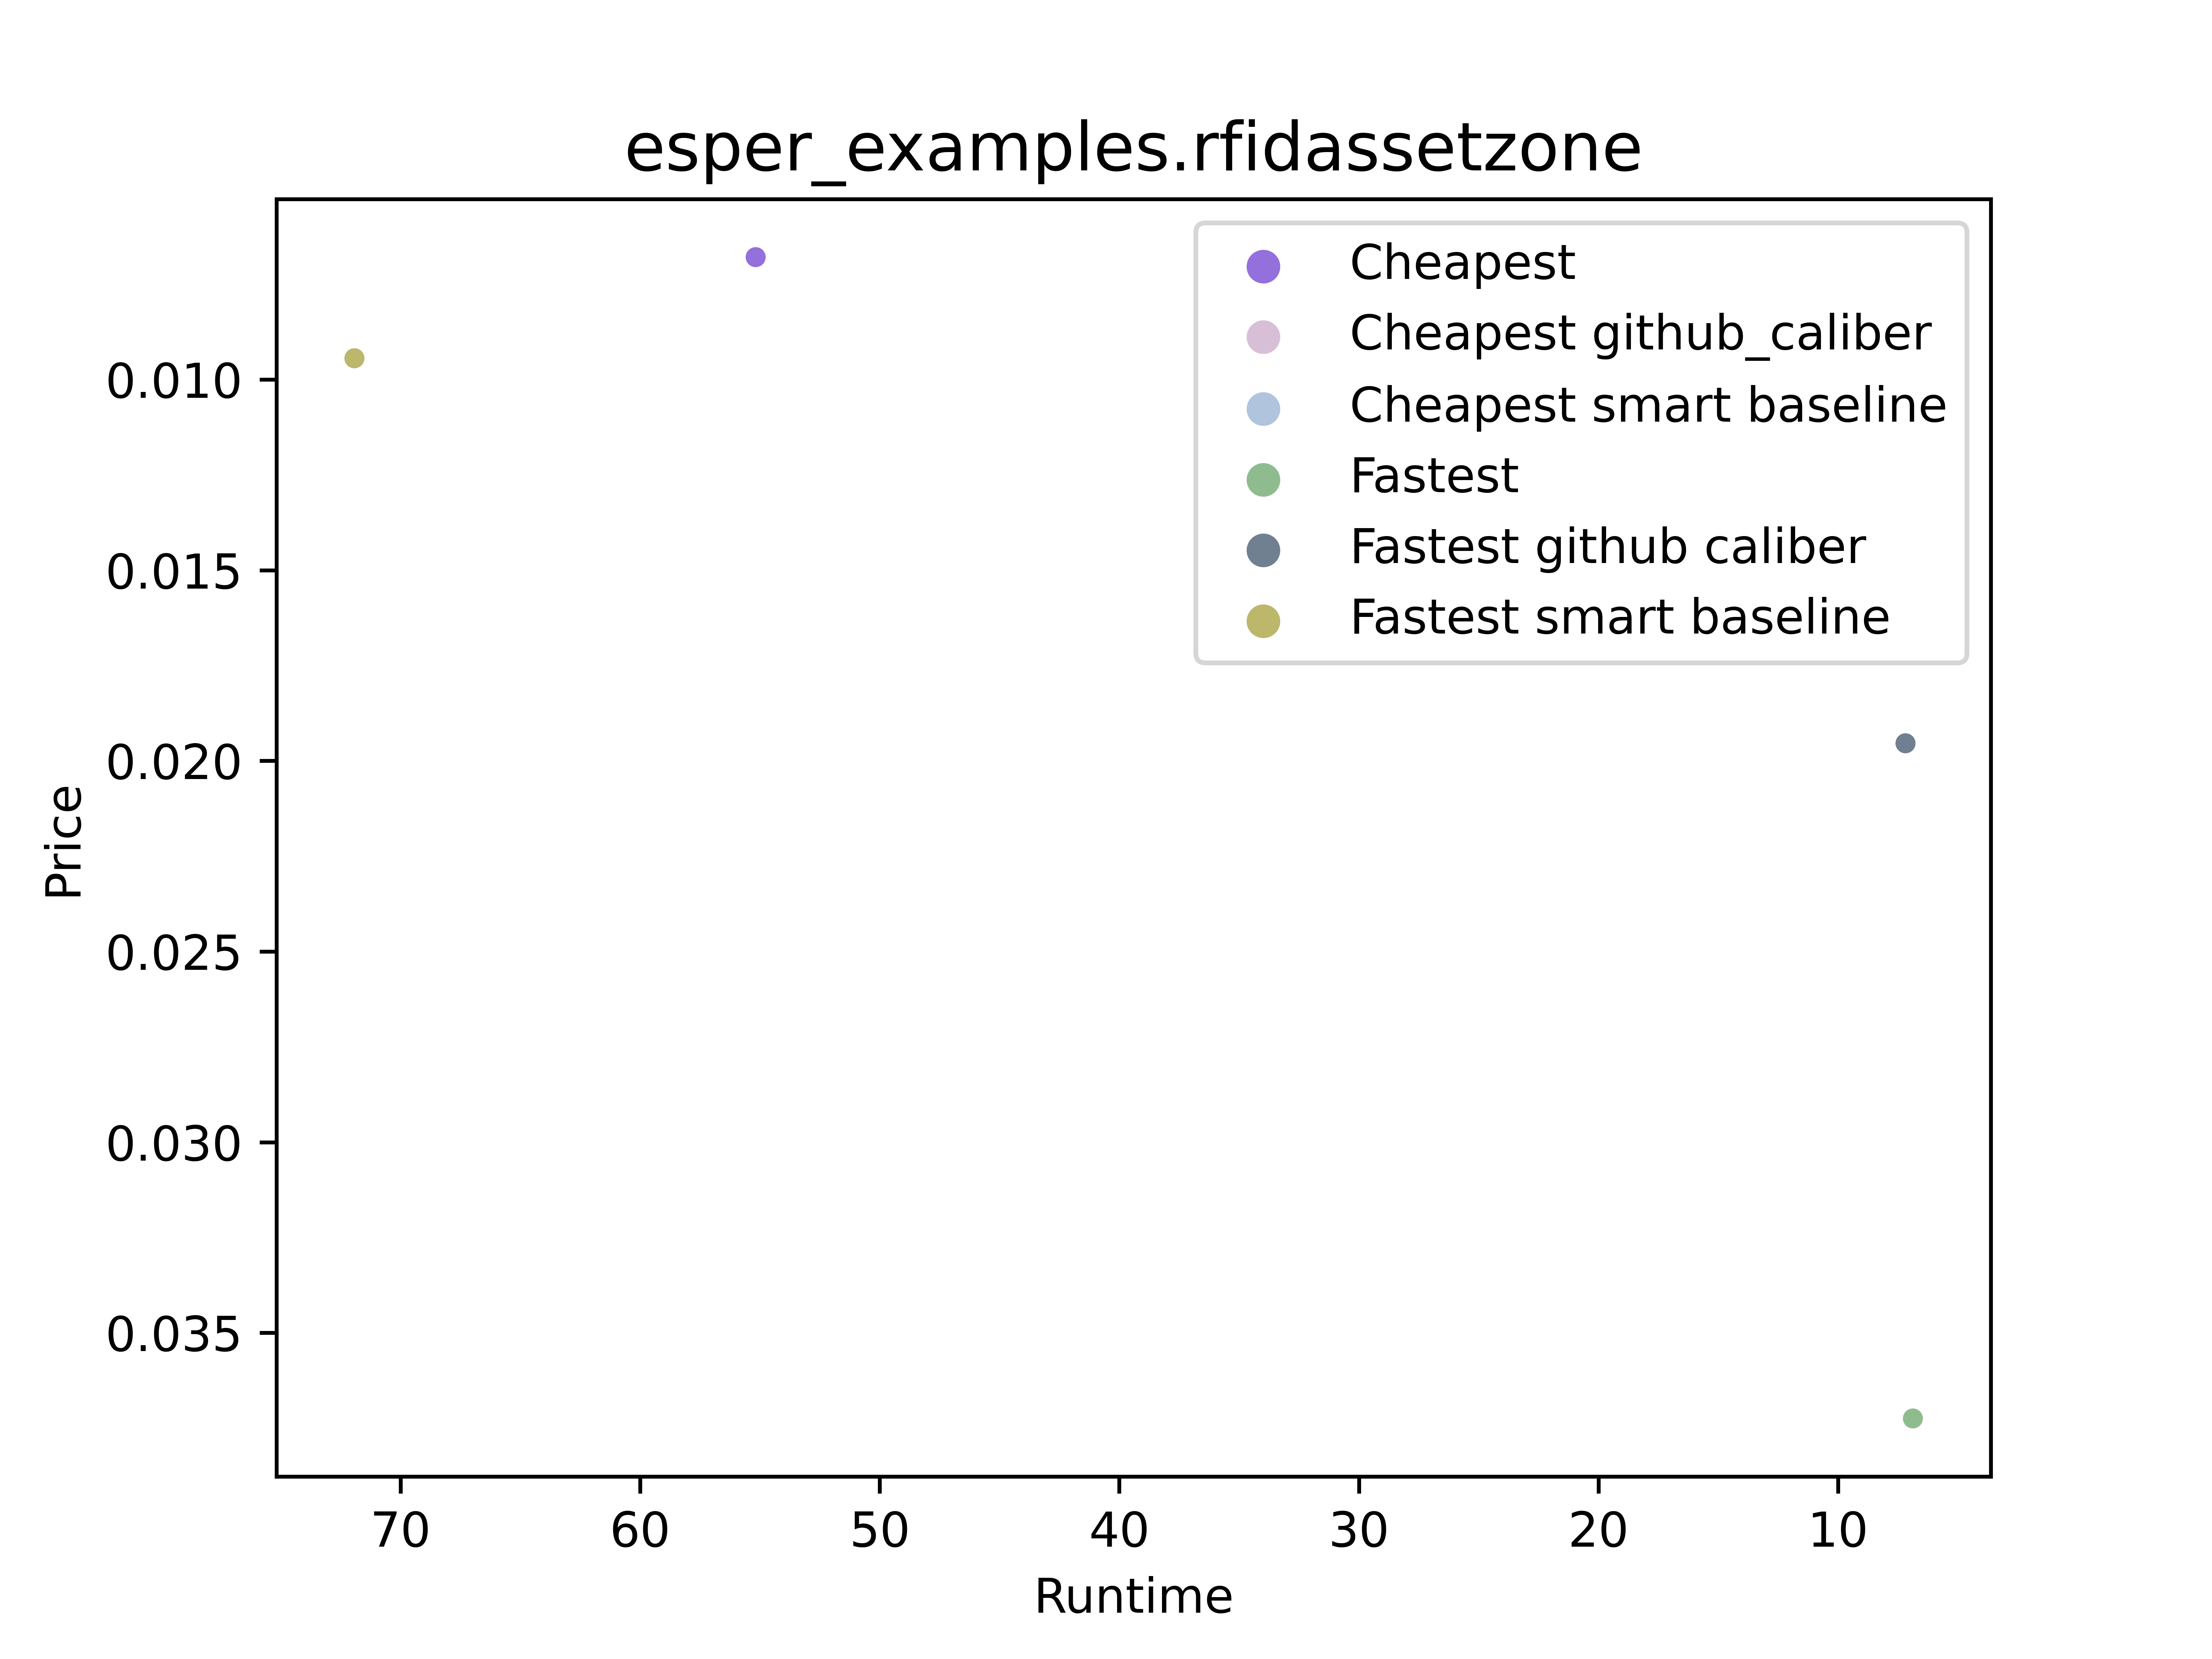 esper_examples.rfidassetzone
Cheapest
Cheapest github_caliber
Cheapest smart baseline
Fastest
Fastest github caliber
Fastest smart baseline
0.010
0.015
0.020
0.025
0.030
0.035
Price
70 60 50 40 30 20 10
Runtime